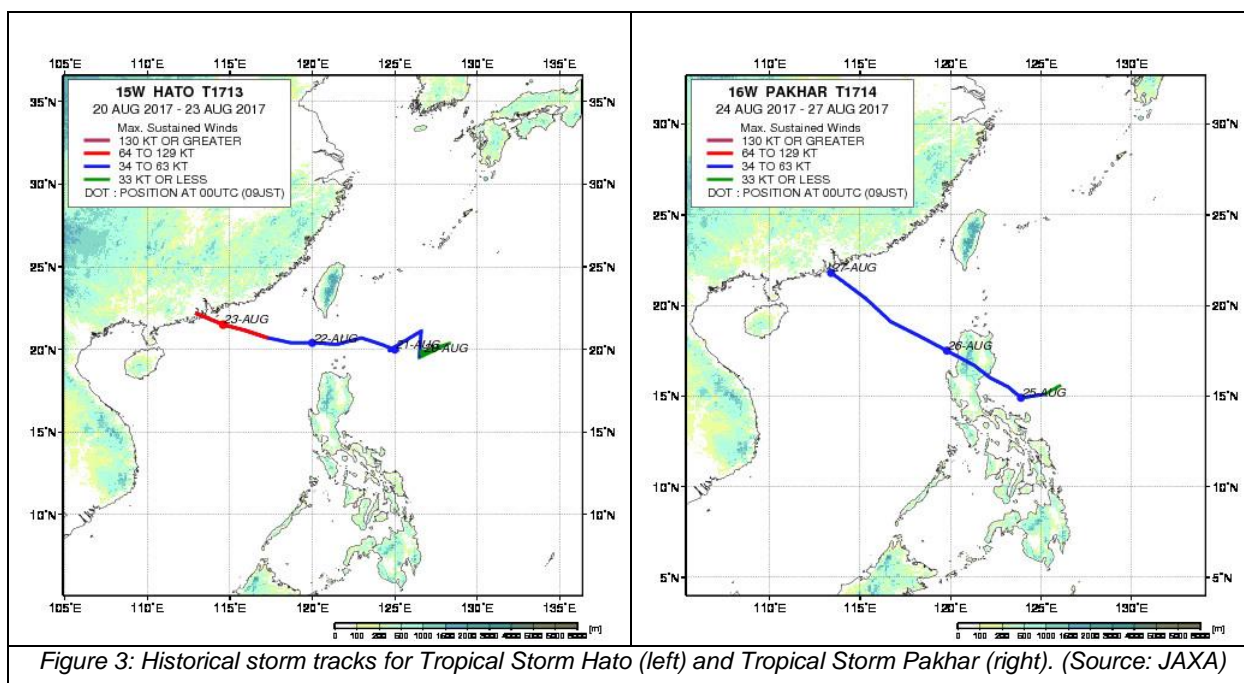 15W HATO T1713
20 AUG 2017 - 23 AUG 2017
Max. Sustained Winds
130 KT OR GREATER
64 TO 129 KT
34 TO 63 KT
33 KT OR LESS
DOT : POSITION AT 00UTC (09JST)
105°E 110°E 115°E 120°E 125°E 130°E 135°E
35°N
30°N
25°N
20°N
15°N
10°N
23-AUG
22-AUG
21-AUG
105°E 110°E 115°E 120°E 125°E 130°E 135°E
[m]
16W PAKHAR T1714
24 AUG 2017 - 27 AUG 2017
Max. Sustained Winds
130 KT OR GREATER
64 TO 129 KT
34 TO 63 KT
33 KT OR LESS
DOT : POSITION AT 00UTC (09JST)
30°N
25°N
20°N
15°N
10°N
5°N
27-AUG
26-AUG
25-AUG
110°E 115°E 120°E 125°E 130°E
[m]
Figure 3: Historical storm tracks for Tropical Storm Hato (left) and Tropical Storm Pakhar (right). (Source: JAXA)